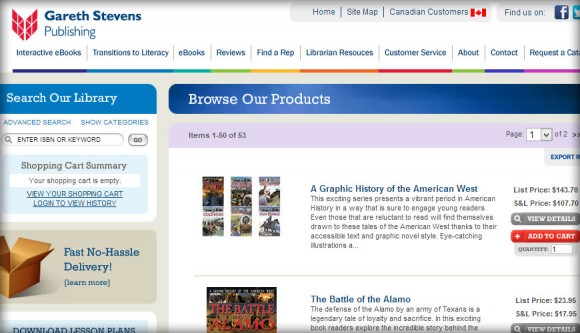 Gareth Stevens
Publishing
Home | Site Map | Canadian Customers
Find us on:
Interactive eBooks
Transitions to Literacy
eBooks
Reviews
Find a Rep
Librarian Resouces
Customer Service
About
Contact
Request a Cata
Search Our Library
ADVANCED SEARCH SHOW CATEGORIES
ENTER ISBN OR KEYWORD GO
Shopping Cart Summary
Your shopping cart is empty.
VIEW YOUR SHOPPING CART
LOGIN TO VIEW HISTORY
Fast No-Hassle
Delivery!
[learn more]
DOWNLOAD LESSON PLANS
Browse Our Products
Items 1-50 of 53
Page: 1 of 2 >>
EXPORT R
A Graphic History of the American West
This exciting series presents a vibrant period in American
History in a way that is sure to engage young readers.
Even those that are reluctant to read will find themselves
drawn to these tales of the American West thanks to their
accessible text and graphic novel style. Eye-catching
illustrations a...
List Price: $143.70
S&L Price: $107.70
VIEW DETAILS
ADD TO CART
QUANTITY: 1
THE BATTLE
ALAMO
The Battle of the Alamo
The defense of the Alamo by an army of Texans is a
legendary tale of loyalty and sacrifice. In this exciting
book readers explore the incredible story behind the
List Price: $23.95
S&L Price: $17.95
VIEW DETAILS